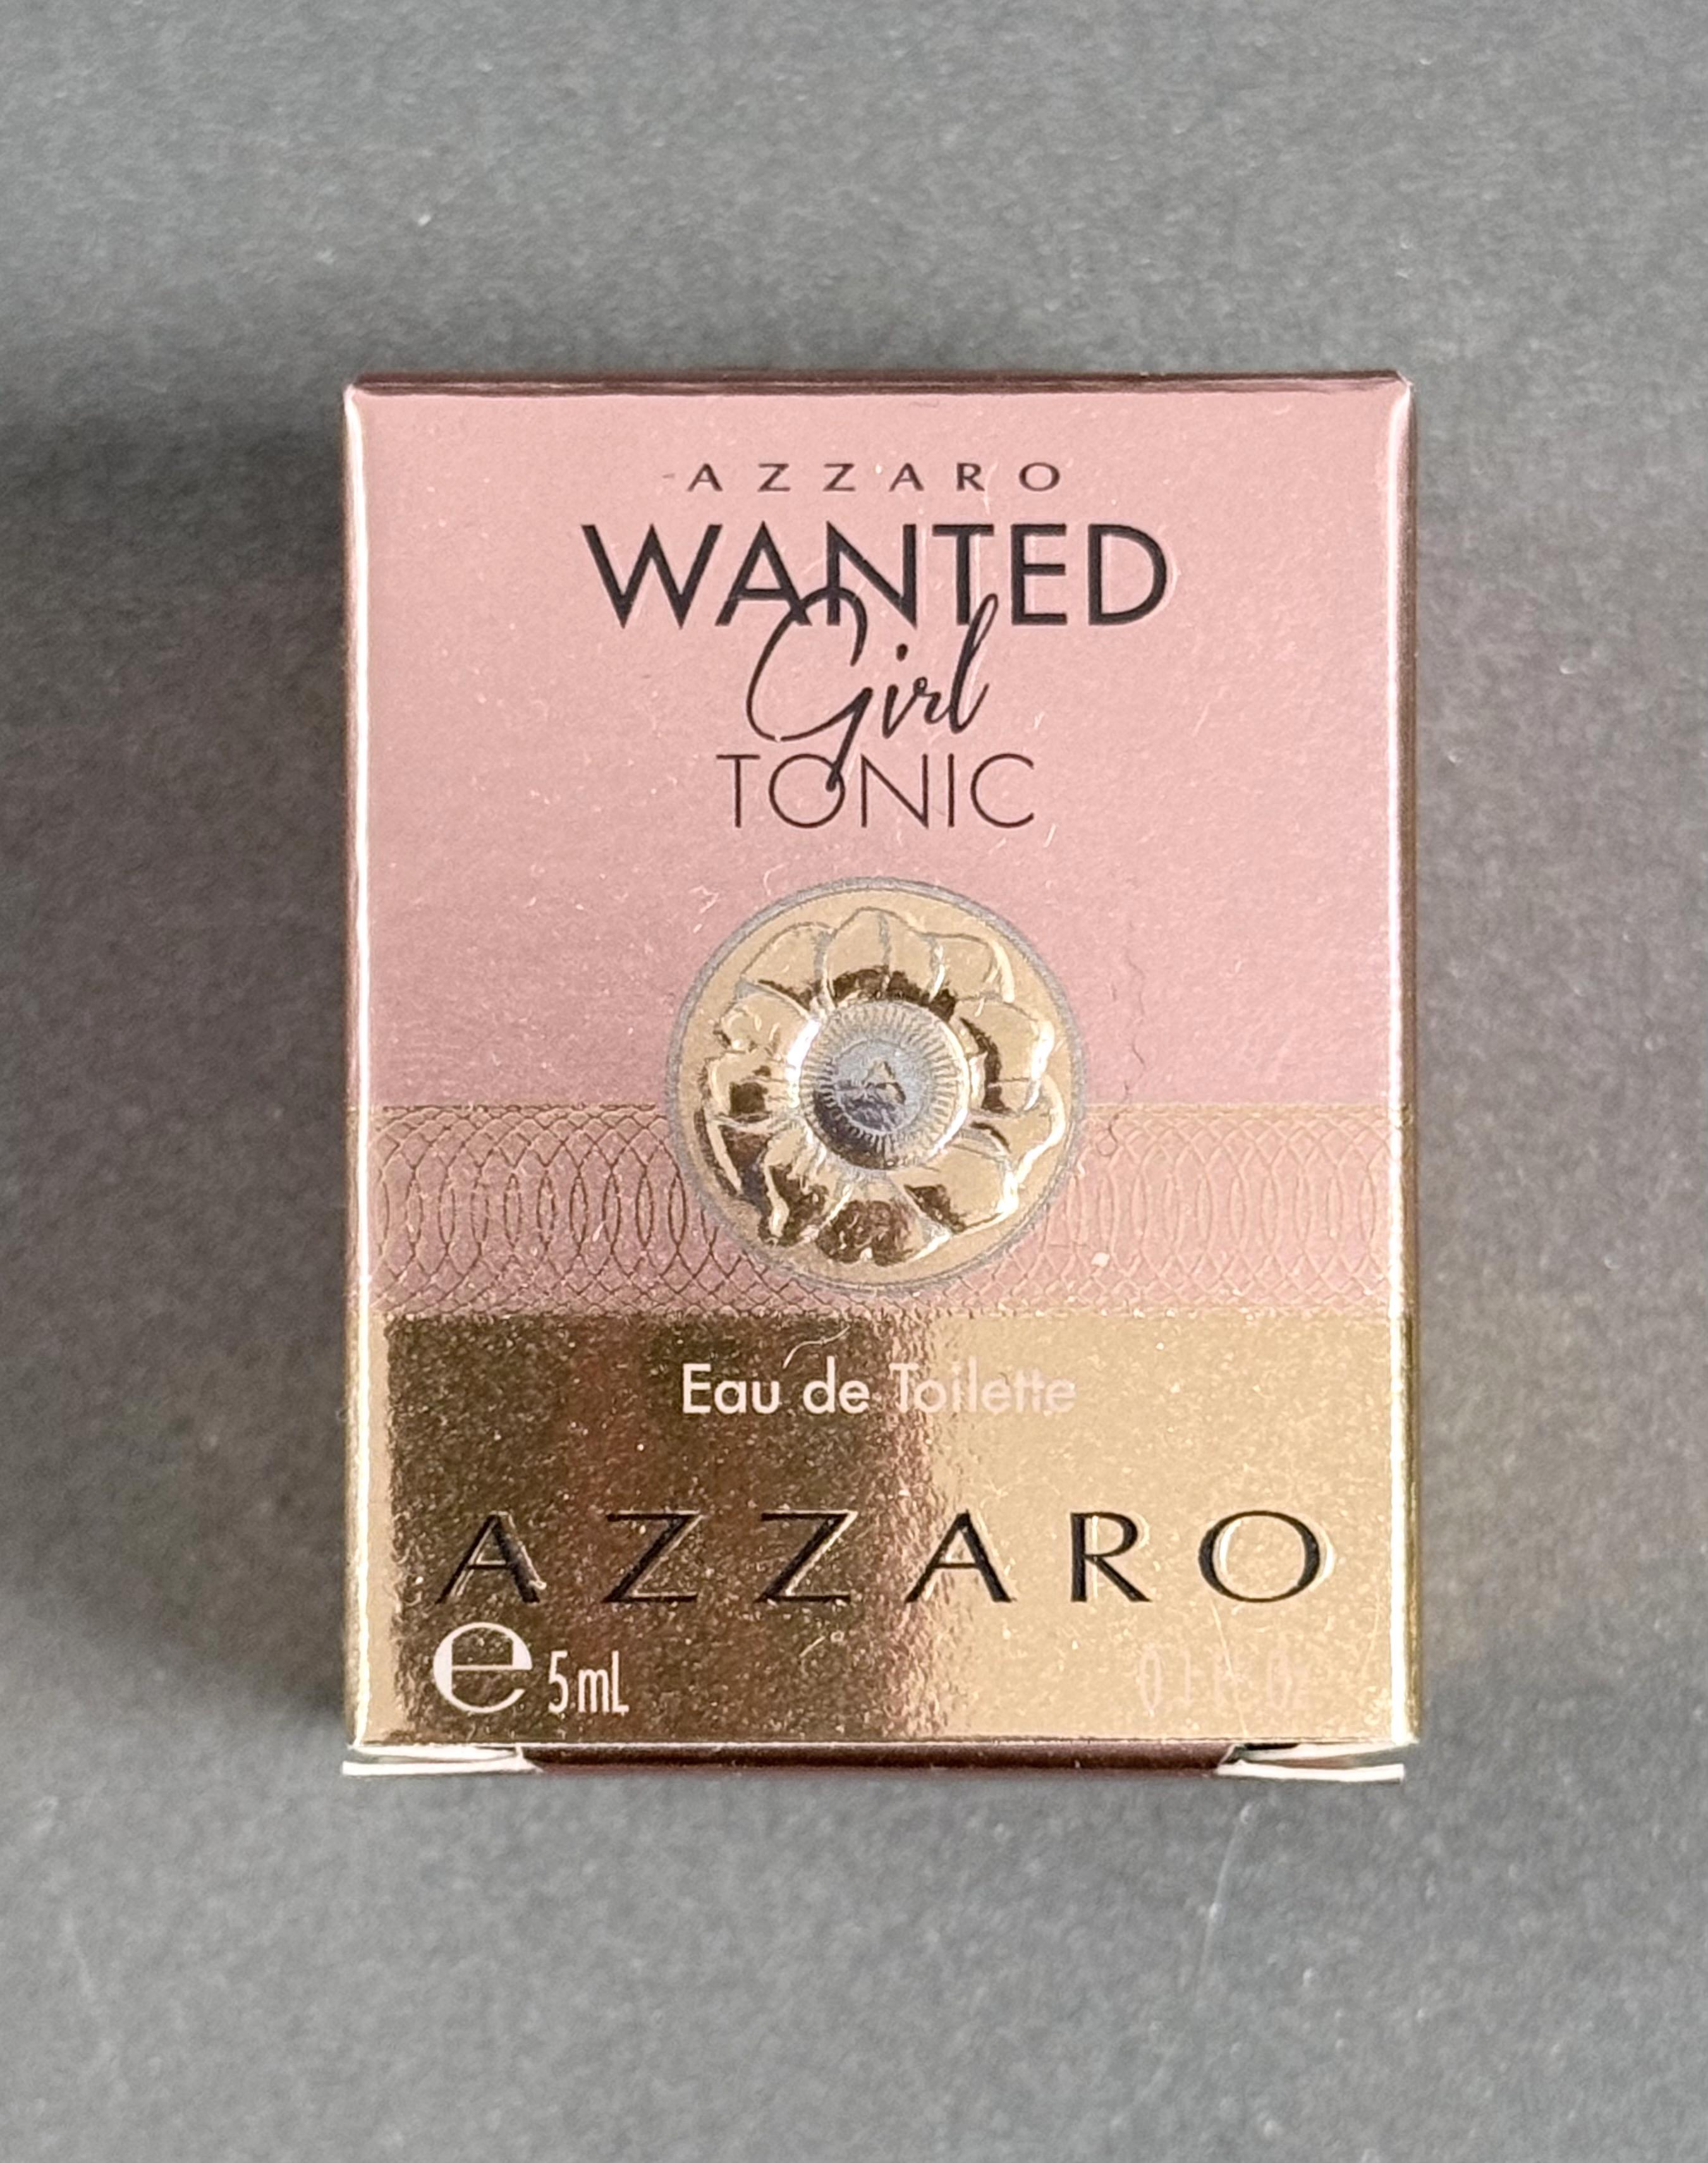 AZZARO
WANTED
Girl
TONIC
A
Eau de Toilette
AZZARO
e 5mL